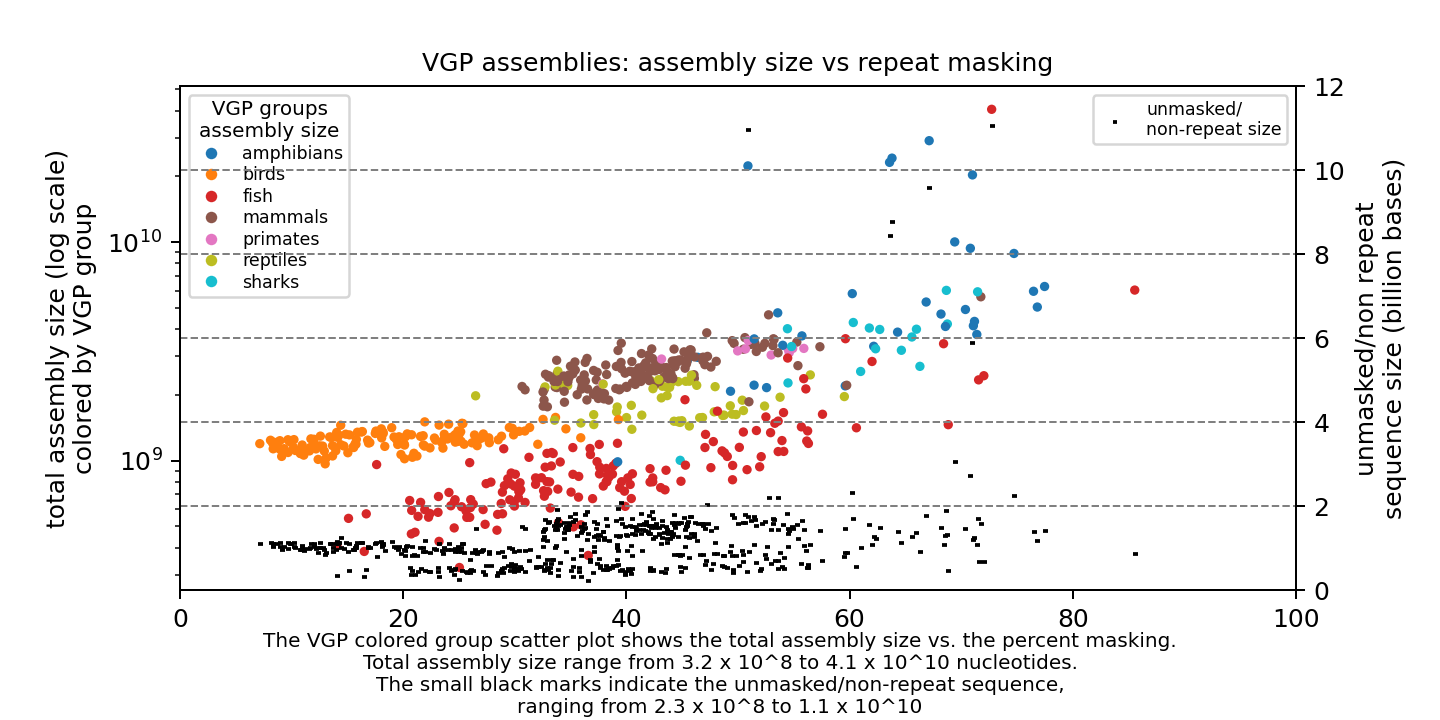 VGP assemblies: assembly size vs repeat masking
total assembly size (log scale)
colored by VGP group
10^10
10^9
VGP groups
assembly size
amphibians
birds
fish
mammals
primates
reptiles
sharks
unmasked/
non-repeat size
12
10
8
6
4
2
0
unmasked/non repeat
sequence size (billion bases)
0 20 40 60 80 100
The VGP colored group scatter plot shows the total assembly size vs. the percent masking.
Total assembly size range from 3.2 x 10^8 to 4.1 x 10^10 nucleotides.
The small black marks indicate the unmasked/non-repeat sequence,
ranging from 2.3 x 10^8 to 1.1 x 10^10